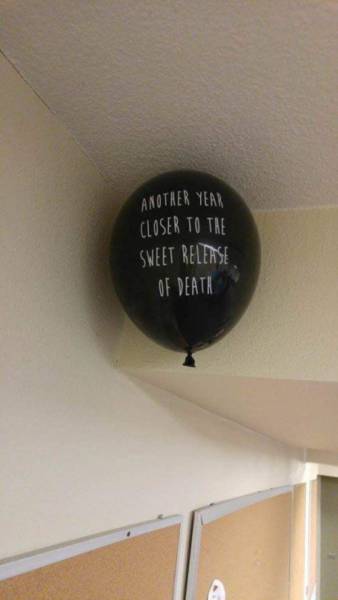 ANOTHER YEAR
CLOSER TO THE
SWEET RELEASE
OF DEATH